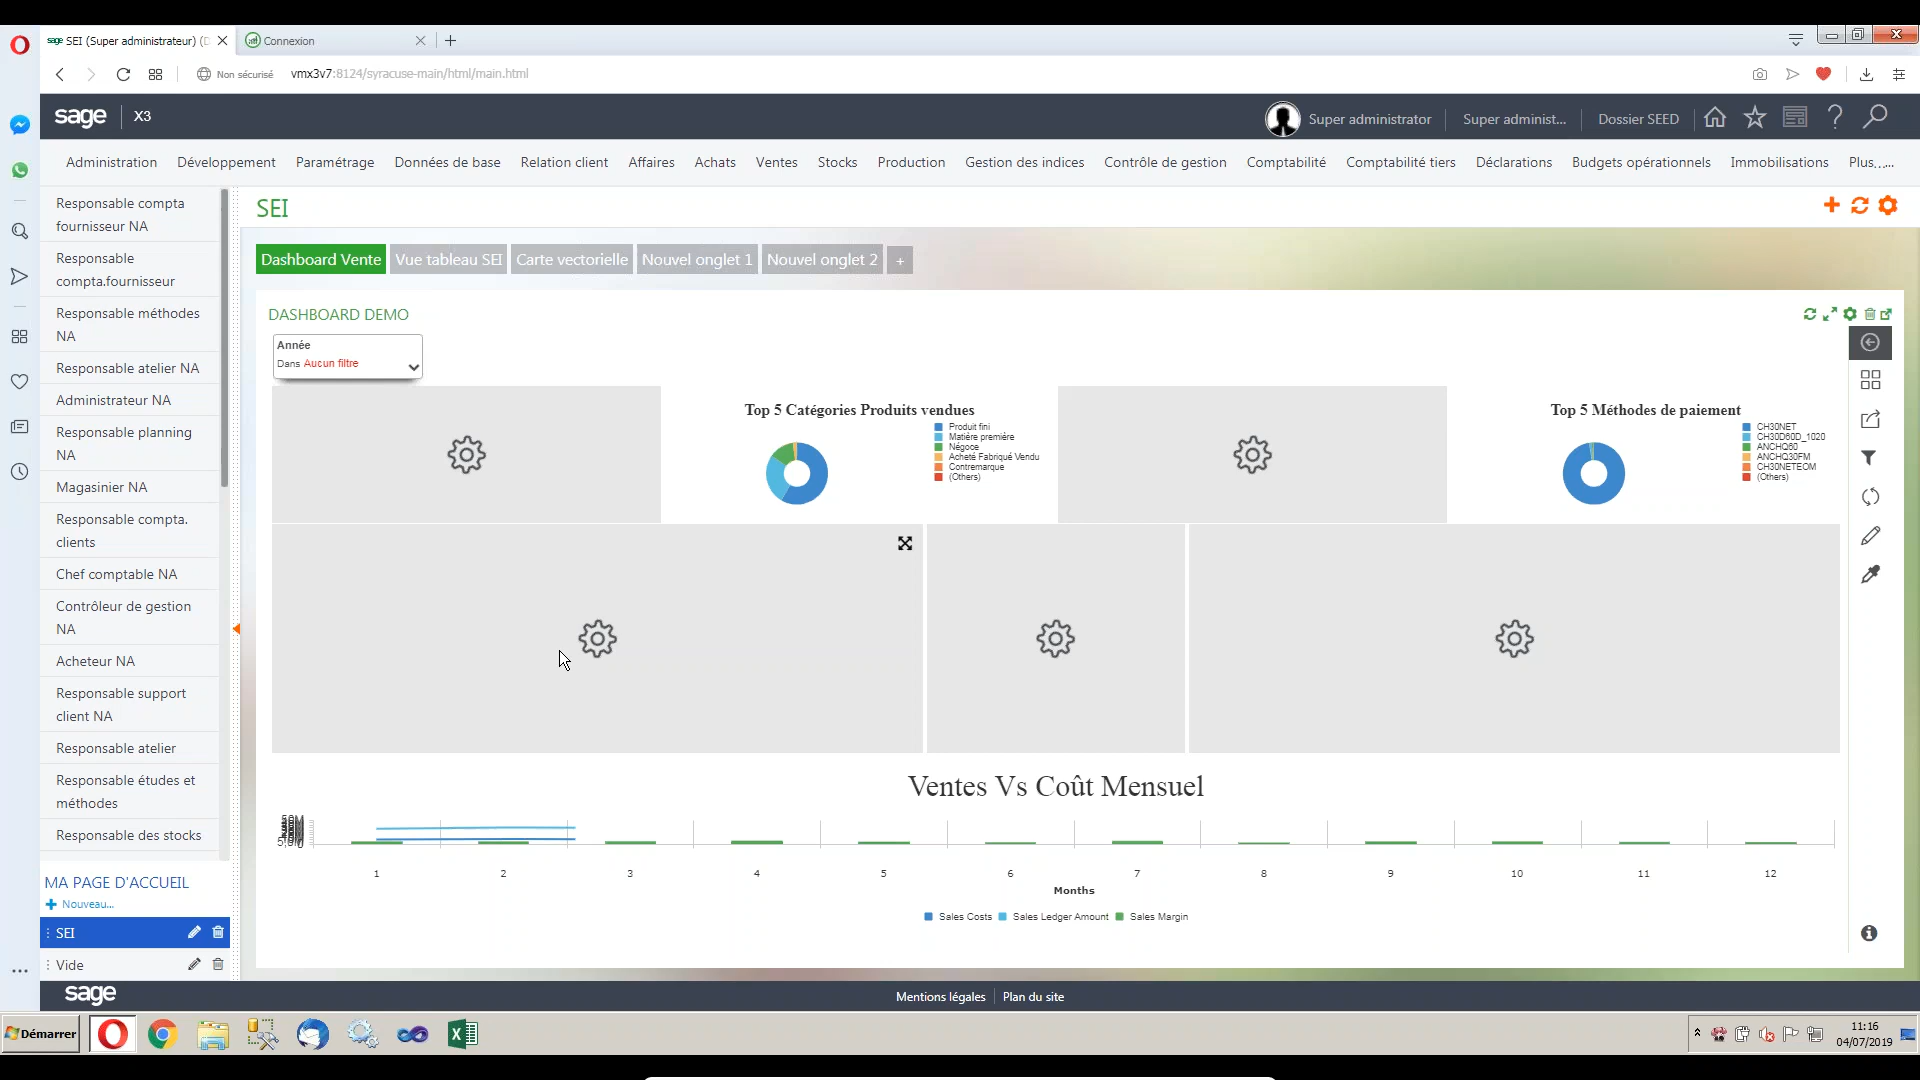 sage SEI (Super administrateur) (D
Connexion
Non sécurisé
vmx3v7:8124/syracuse-main/html/main.html
sage
X3
Super administrator
Super administ...
Dossier SEED
Administration
Développement
Paramétrage
Données de base
Relation client
Affaires
Achats
Ventes
Stocks
Production
Gestion des indices
Contrôle de gestion
Comptabilité
Comptabilité tiers
Déclarations
Budgets opérationnels
Immobilisations
Plus......
Responsable compta
fournisseur NA
Responsable
compta.fournisseur
Responsable méthodes
NA
Responsable atelier NA
Administrateur NA
Responsable planning
NA
Magasinier NA
Responsable compta.
clients
Chef comptable NA
Contrôleur de gestion
NA
Acheteur NA
Responsable support
client NA
Responsable atelier
Responsable études et
méthodes
Responsable des stocks
MA PAGE D'ACCUEIL
Nouveau...
SEI
Vide
SEI
Dashboard Vente
Vue tableau SEI
Carte vectorielle
Nouvel onglet 1
Nouvel onglet 2
+
DASHBOARD DEMO
Année
Dans Aucun filtre
Top 5 Catégories Produits vendues
Produit fini
Matière première
Négoce
Acheté Fabriqué Vendu
Contremarque
(Others)
Top 5 Méthodes de paiement
CH30NET
CH30D60D_1020
ANCHQ60
ANCHQ30FM
CH30NETEOM
(Others)
Ventes Vs Coût Mensuel
1
2
3
4
5
6
7
8
9
10
11
12
Months
Sales Costs
Sales Ledger Amount
Sales Margin
sage
Mentions légales
Plan du site
Démarrer
11:16
04/07/2019